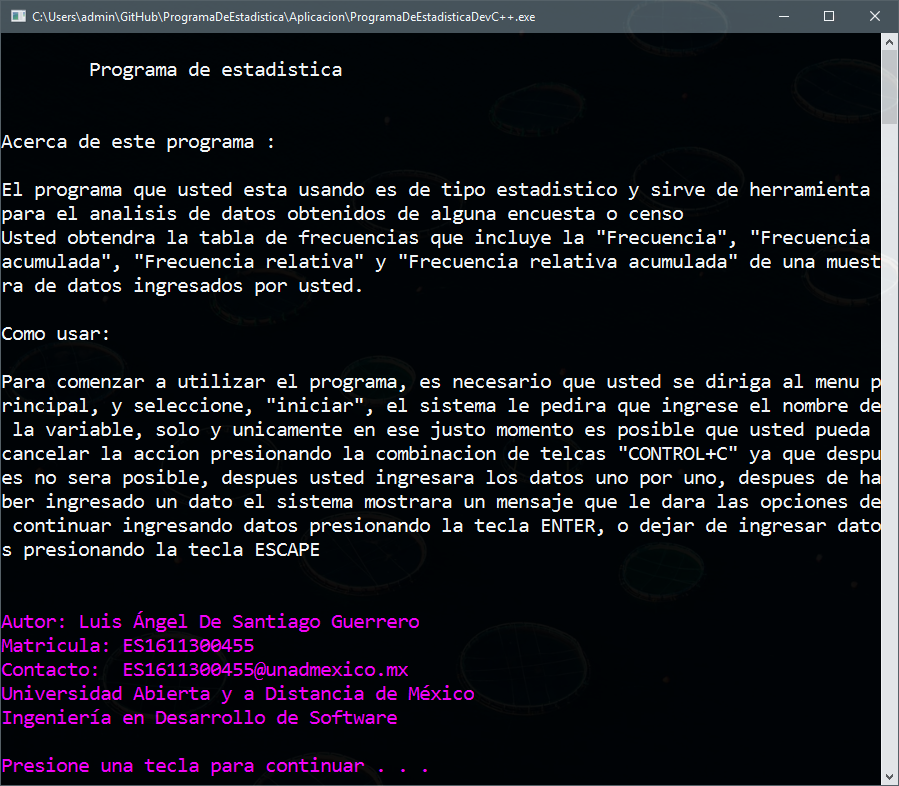 C:\Users\admin\GitHub\ProgramaDeEstadistica\Aplicacion\ProgramaDeEstadisticaDevC++.exe
Programa de estadistica
Acerca de este programa :
El programa que usted esta usando es de tipo estadistico y sirve de herramienta
para el analisis de datos obtenidos de alguna encuesta o censo
Usted obtendra la tabla de frecuencias que incluye la "Frecuencia", "Frecuencia
acumulada", "Frecuencia relativa" y "Frecuencia relativa acumulada" de una muest
ra de datos ingresados por usted.
Como usar:
Para comenzar a utilizar el programa, es necesario que usted se diriga al menu p
rincipal, y seleccione, "iniciar", el sistema le pedira que ingrese el nombre de
 la variable, solo y unicamente en ese justo momento es posible que usted pueda
cancelar la accion presionando la combinacion de telcas "CONTROL+C" ya que despu
es no sera posible, despues usted ingresara los datos uno por uno, despues de ha
ber ingresado un dato el sistema mostrara un mensaje que le dara las opciones de
 continuar ingresando datos presionando la tecla ENTER, o dejar de ingresar dato
s presionando la tecla ESCAPE
Autor: Luis Ángel De Santiago Guerrero
Matricula: ES1611300455
Contacto:  ES1611300455@unadmexico.mx
Universidad Abierta y a Distancia de México
Ingeniería en Desarrollo de Software
Presione una tecla para continuar . . .